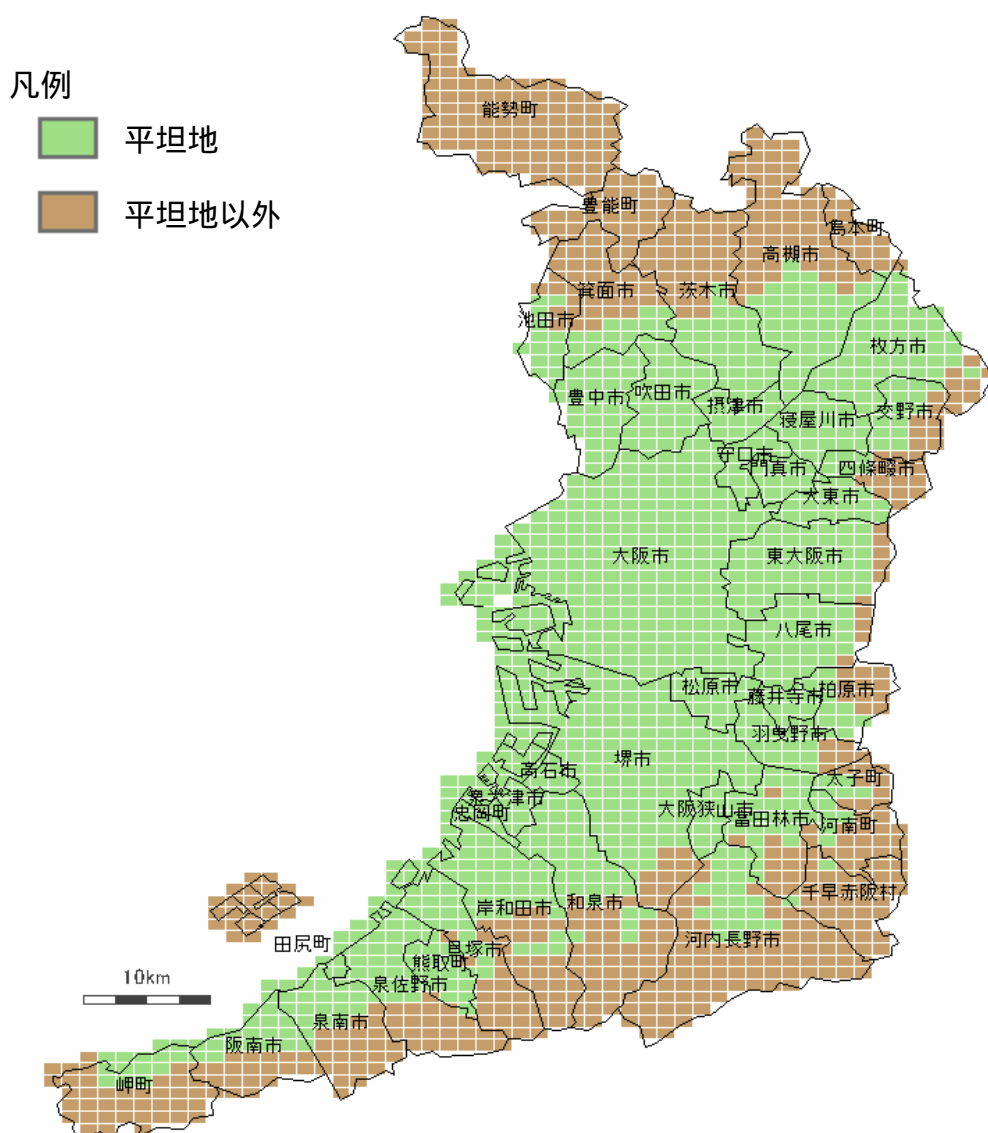 凡例
平坦地
平坦地以外
能勢町
豊能町
島本町
高槻市
箕面市
茨木市
池田市
枚方市
豊中市
吹田市
摂津市
寝屋川市
交野市
守口市
門真市
四條畷市
大東市
大阪市
東大阪市
八尾市
松原市
藤井寺市
柏原市
羽曳野市
堺市
高石市
太子町
泉大津市
忠岡町
大阪狭山市
富田林市
河南町
千早赤阪村
和泉市
岸和田市
河内長野市
田尻町
貝塚市
熊取町
泉佐野市
10km
泉南市
阪南市
岬町